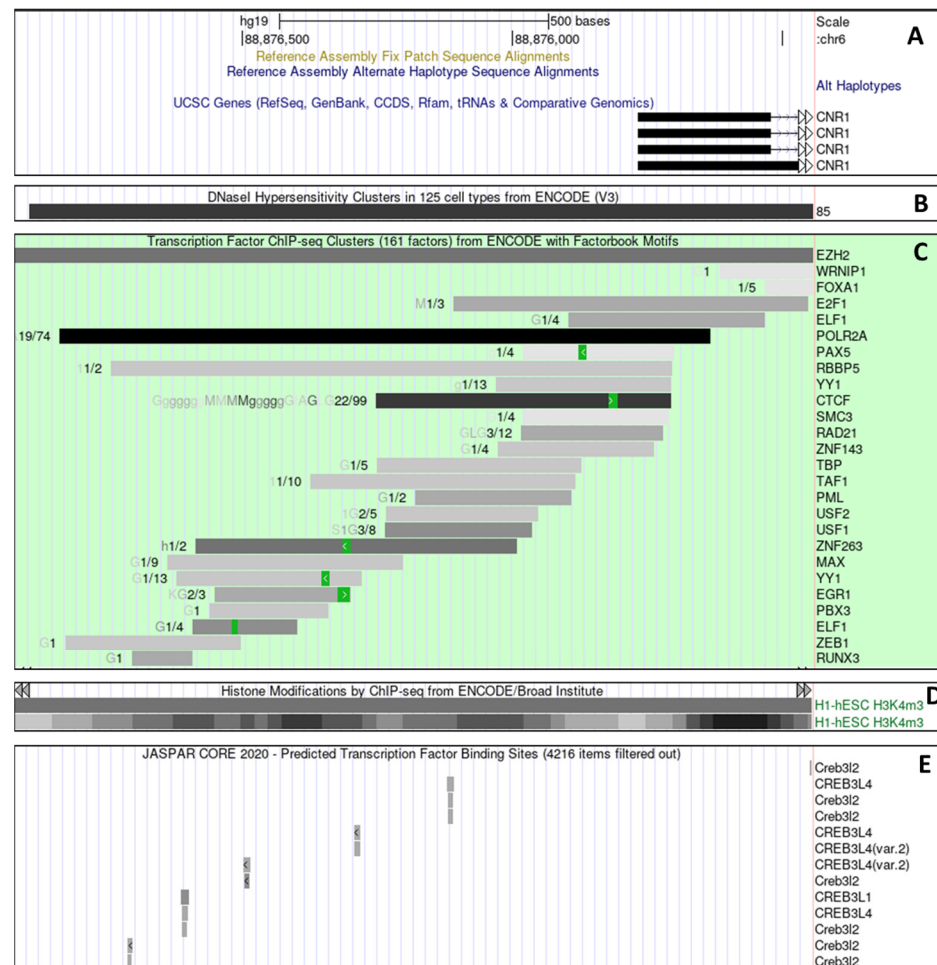 hg19 500 bases Scale
88,876,500 88,876,000 :chr6 A
Reference Assembly Fix Patch Sequence Alignments
Reference Assembly Alternate Haplotype Sequence Alignments
Alt Haplotypes
UCSC Genes (RefSeq, GenBank, CCDS, Rfam, tRNAs & Comparative Genomics)
CNR1
CNR1
CNR1
CNR1
DNaseI Hypersensitivity Clusters in 125 cell types from ENCODE (V3) B
85
Transcription Factor ChIP-seq Clusters (161 factors) from ENCODE with Factorbook Motifs C
EZH2
1 WRNIP1
1/5 FOXA1
M1/3 E2F1
G1/4 ELF1
19/74 POLR2A
1/4 PAX5
11/2 RBBP5
g1/13 YY1
22/99 CTCF
1/4 SMC3
GLG3/12 RAD21
G1/4 ZNF143
G1/5 TBP
11/10 TAF1
G1/2 PML
1G2/5 USF2
S1G3/8 USF1
h1/2 ZNF263
G1/9 MAX
G1/13 YY1
KG2/3 EGR1
G1 PBX3
G1/4 ELF1
G1 ZEB1
G1 RUNX3
Histone Modifications by ChIP-seq from ENCODE/Broad Institute D
H1-hESC H3K4m3
H1-hESC H3K4m3
JASPAR CORE 2020 - Predicted Transcription Factor Binding Sites (4216 items filtered out) E
Creb3l2
CREB3L4
Creb3l2
Creb3l2
CREB3L4
CREB3L4(var.2)
CREB3L4(var.2)
Creb3l2
CREB3L1
CREB3L4
Creb3l2
Creb3l2
Creb3l2